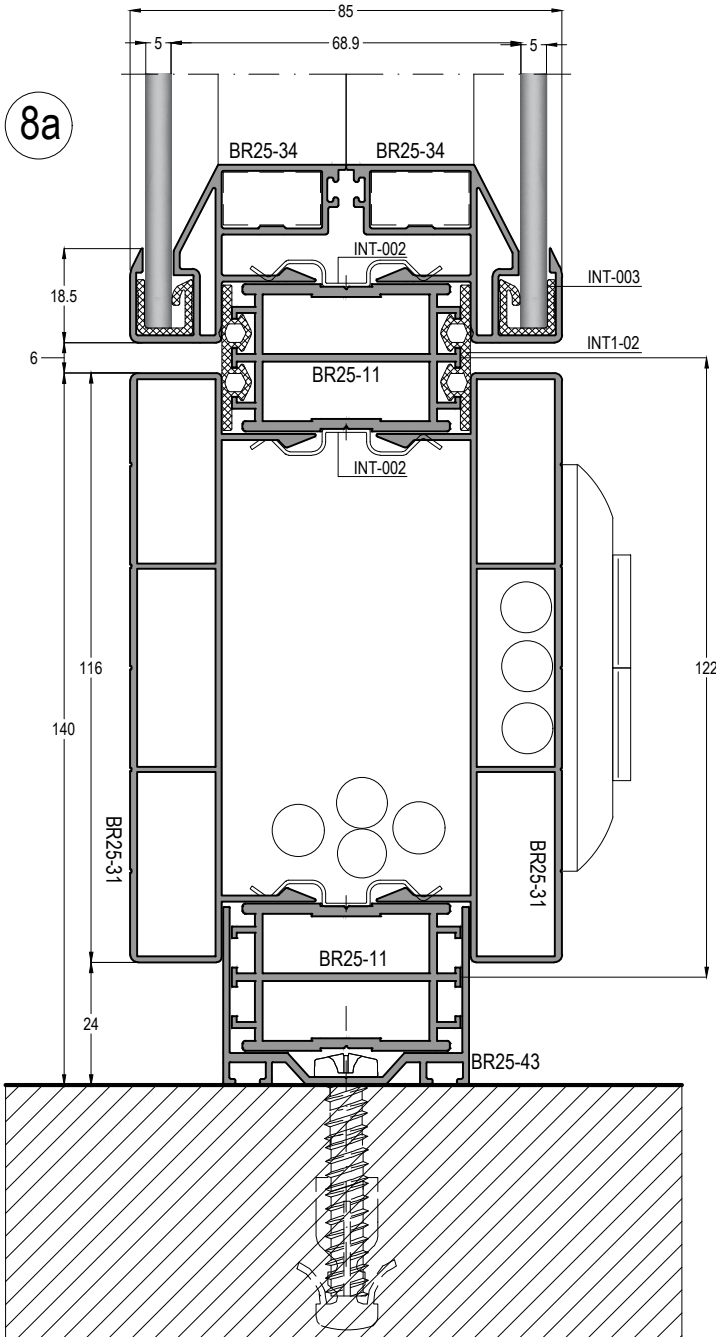 85
5 68.9 5
8a
BR25-34 BR25-34
INT-002
18.5
INT-003
INT1-02
6
BR25-11
INT-002
116
122
140
BR25-31
BR25-31
BR25-11
24
BR25-43